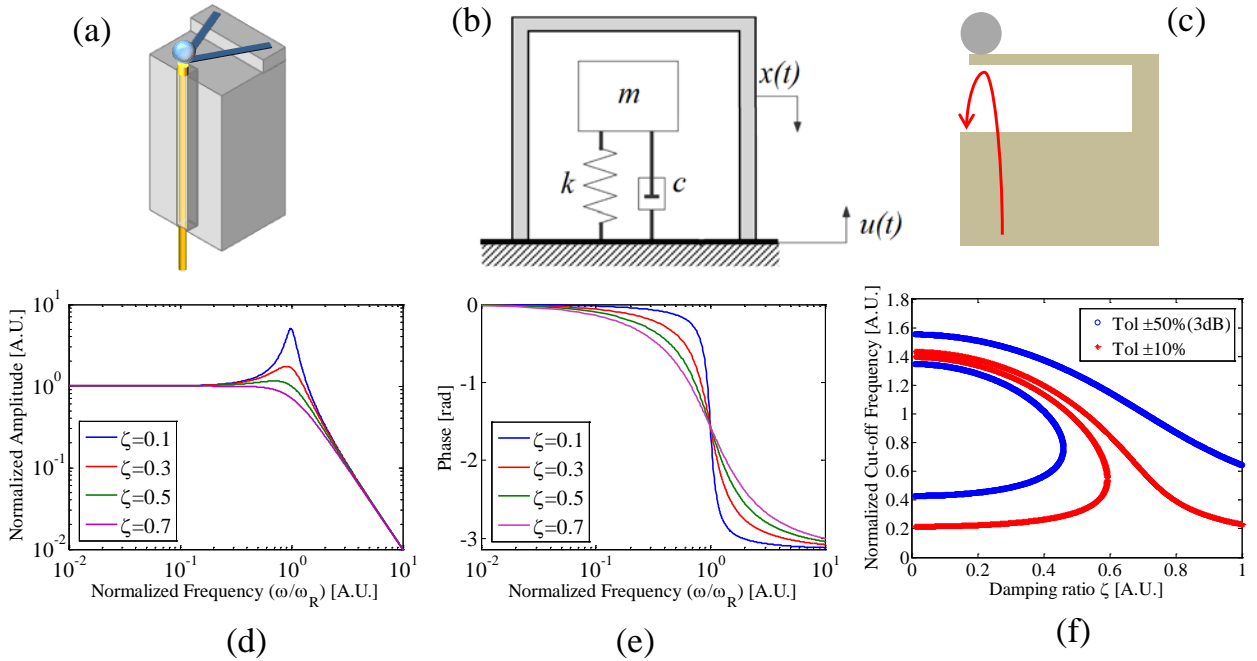 (a)
(b)
(c)
m
k
c
x(t)
u(t)
Normalized Amplitude [A.U.]
10^1
10^0
10^-1
10^-2
ζ=0.1
ζ=0.3
ζ=0.5
ζ=0.7
10^-2
10^-1
10^0
10^1
Normalized Frequency (ω/ω_R) [A.U.]
(d)
Phase [rad]
0
-1
-2
-3
ζ=0.1
ζ=0.3
ζ=0.5
ζ=0.7
10^-2
10^-1
10^0
10^1
Normalized Frequency (ω/ω_R) [A.U.]
(e)
Normalized Cut-off Frequency [A.U.]
1.8
1.6
1.4
1.2
1
0.8
0.6
0.4
0.2
0
Tol ±50% (3dB)
Tol ±10%
0
0.2
0.4
0.6
0.8
1
Damping ratio ζ [A.U.]
(f)